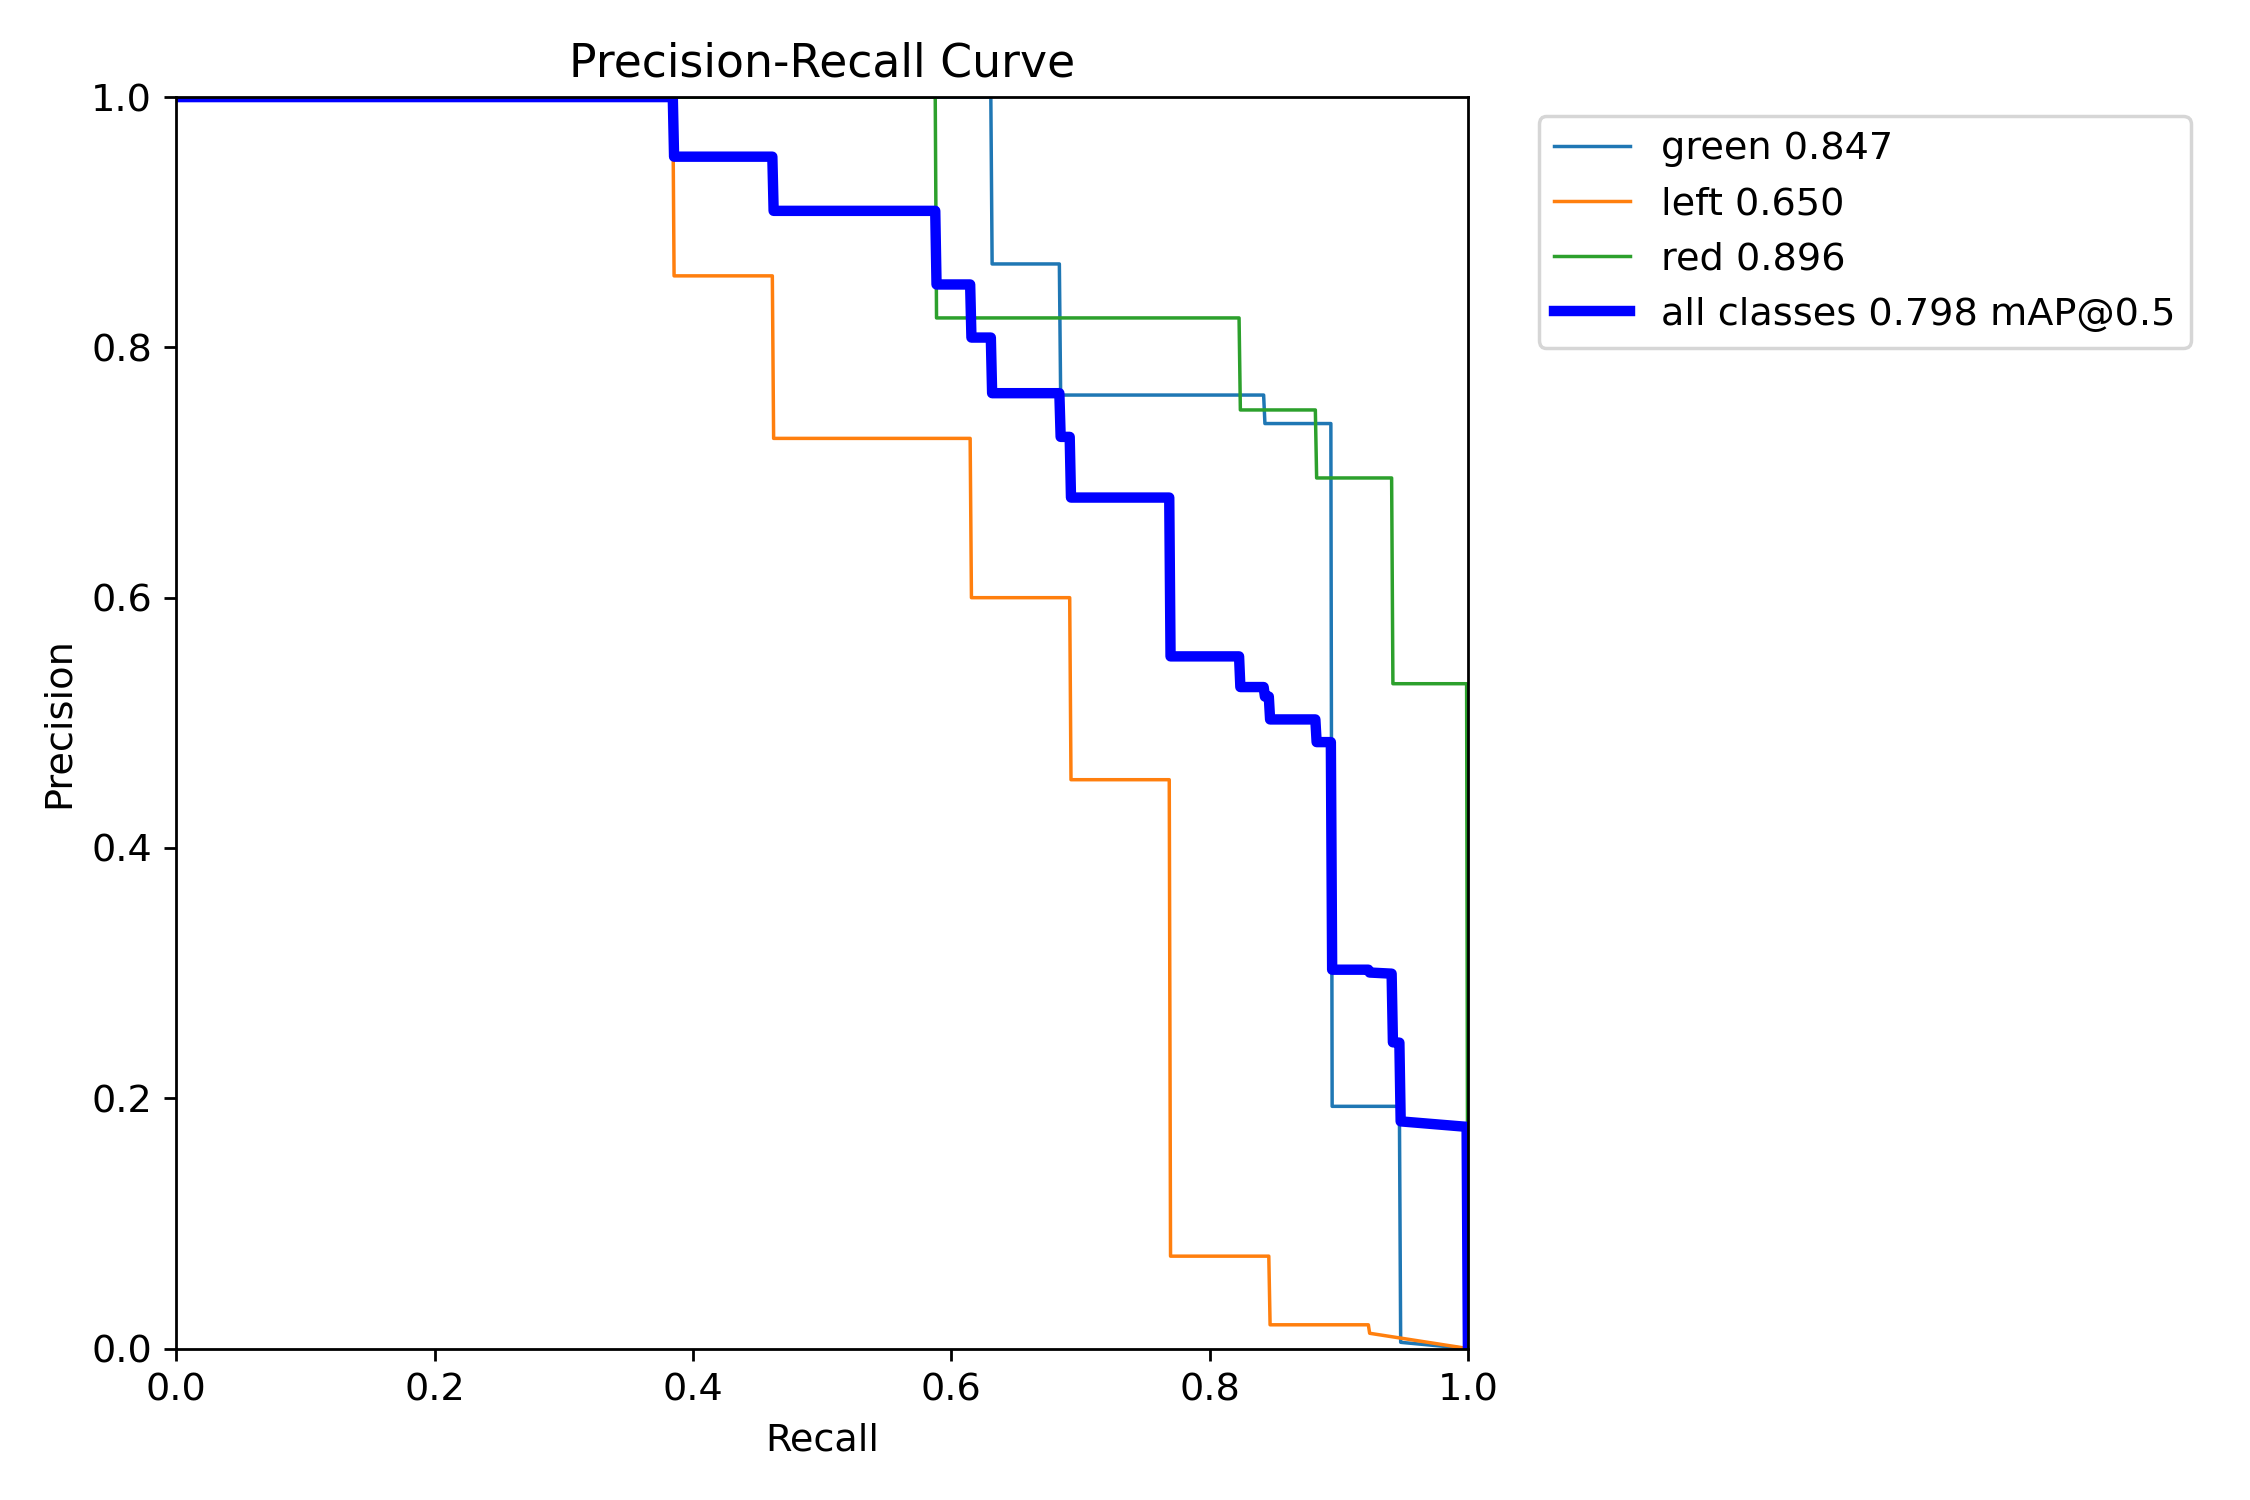 Precision-Recall Curve
1.0
0.8
0.6
0.4
0.2
0.0
Precision
0.0 0.2 0.4 0.6 0.8 1.0
Recall
green 0.847
left 0.650
red 0.896
all classes 0.798 mAP@0.5